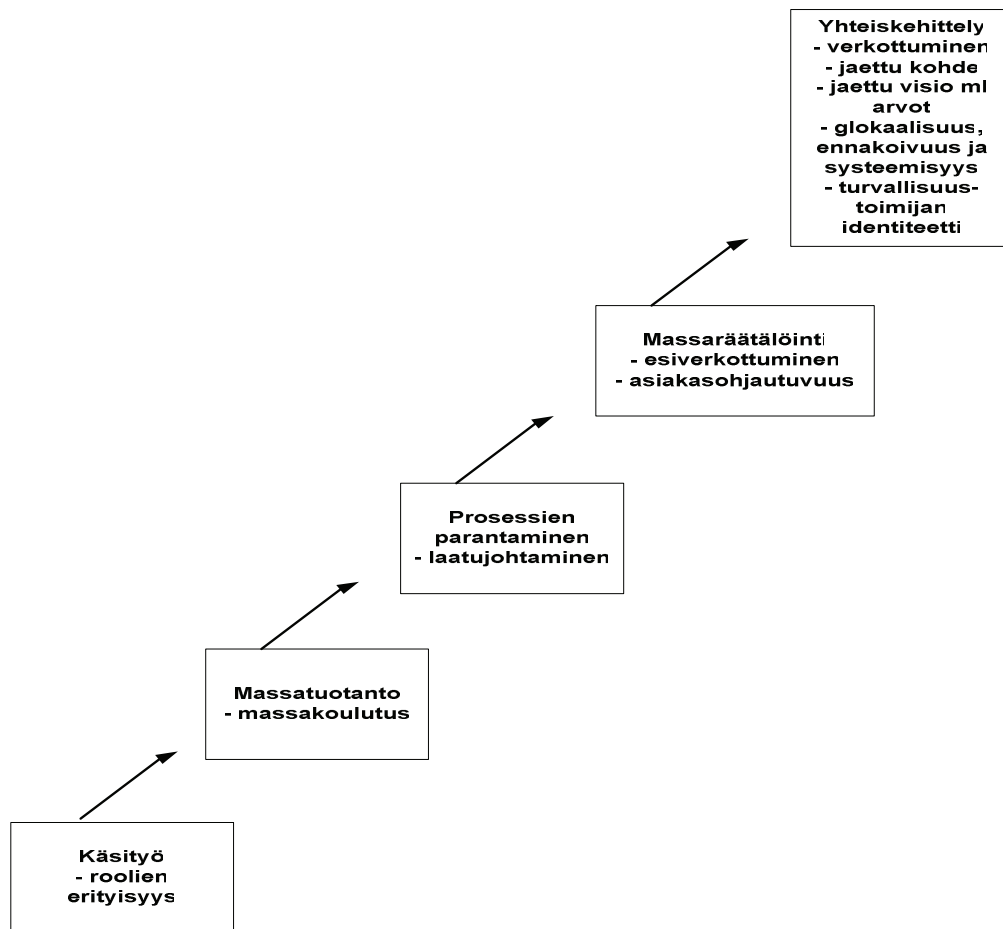 Yhteiskehittely
- verkottuminen
- jaettu kohde
- jaettu visio ml
arvot
- glokaalisuus,
ennakoivuus ja
systeemisyys
- turvallisuus-
toimijan
identiteetti
Massaräätälöinti
- esiverkottuminen
- asiakasohjautuvuus
Prosessien
parantaminen
- laatujohtaminen
Massatuotanto
- massakoulutus
Käsityö
- roolien
erityisyys